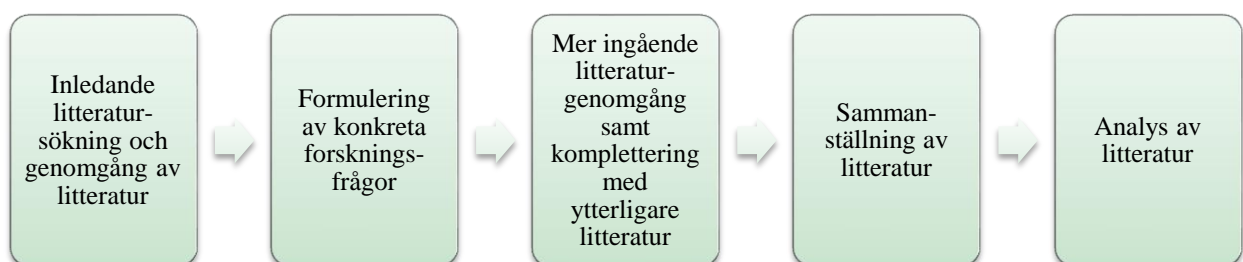 Inledande
litteratur-
sökning och
genomgång av
litteratur
Formulering
av konkreta
forsknings-
frågor
Mer ingående
litteratur-
genomgång
samt
komplettering
med
ytterligare
litteratur
Samman-
ställning av
litteratur
Analys av
litteratur